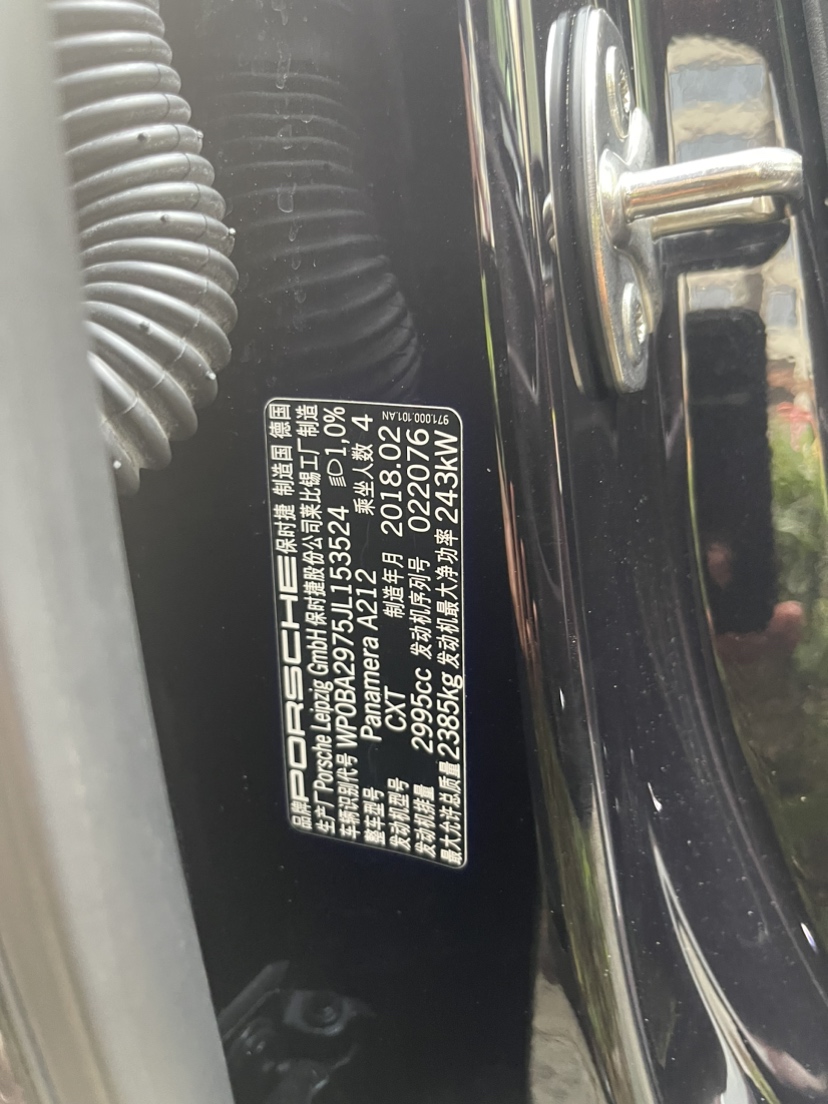 品牌 PORSCHE 保时捷 制造国 德国
生产厂 Porsche Leipzig GmbH 保时捷股份公司莱比锡工厂 制造
车辆识别代号 WP0BA2975JL153524 1,0%
整车型号 Panamera A212 乘坐人数 4
发动机型号 CXT 制造年月 2018.02
发动机排量 2995cc 发动机序列号 022076
最大允许总质量 2385kg 发动机最大净功率 243kW
971.000.101.AN